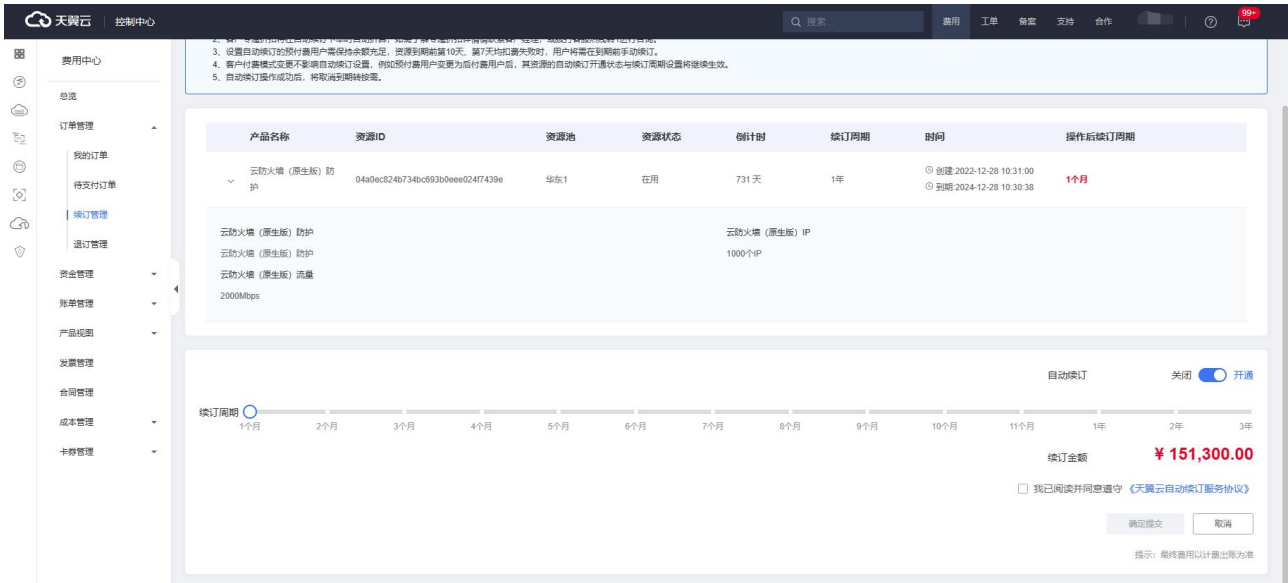 天翼云
控制中心
搜索...
费用
工单
备案
支持
合作
99+
费用中心
总览
订单管理
我的订单
待支付订单
续订管理
退订管理
资金管理
账单管理
产品视图
发票管理
合同管理
成本管理
卡券管理
3、设置自动续订的预付费用户需保持余额充足，资源到期前第10天、第7天均扣费失败时，用户将需在到期前手动续订。
4、客户付费模式变更不影响自动续订设置，例如预付费用户变更为后付费用户后，其资源的自动续订开通状态与续订周期设置将继续生效。
5、自动续订操作成功后，将取消到期转按需。
产品名称 资源ID 资源池 资源状态 倒计时 续订周期 时间 操作后续订周期
云防火墙（原生版）防护 04a0ec824b734bc693b0eee024f7439e 华东1 在用 731 天 1年 创建:2022-12-28 10:31:00 1个月
到期:2024-12-28 10:30:38
云防火墙（原生版）防护 云防火墙（原生版）IP
云防火墙（原生版）防护 1000个IP
云防火墙（原生版）流量
2000Mbps
自动续订 关闭 开通
续订周期
1个月 2个月 3个月 4个月 5个月 6个月 7个月 8个月 9个月 10个月 11个月 1年 2年 3年
续订金额 ¥ 151,300.00
我已阅读并同意遵守《天翼云自动续订服务协议》
确定提交 取消
提示：最终费用以计费出账为准